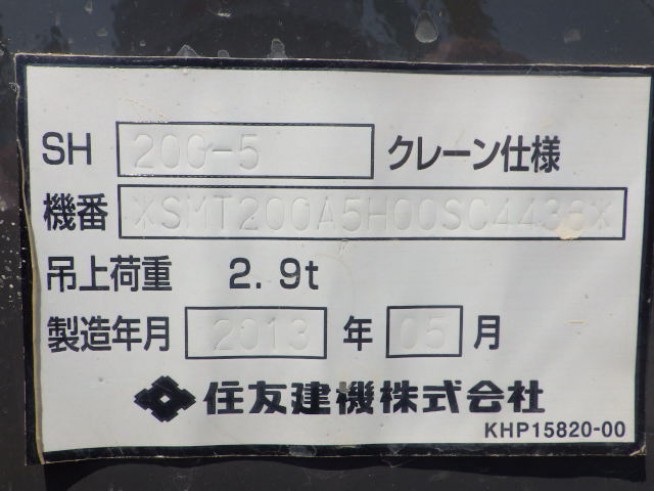 SH 200-5 クレーン仕様
機番 *SMT200A5H00SC4436*
吊上荷重 2.9t
製造年月 2013 年 05 月
住友建機株式会社
KHP15820-00